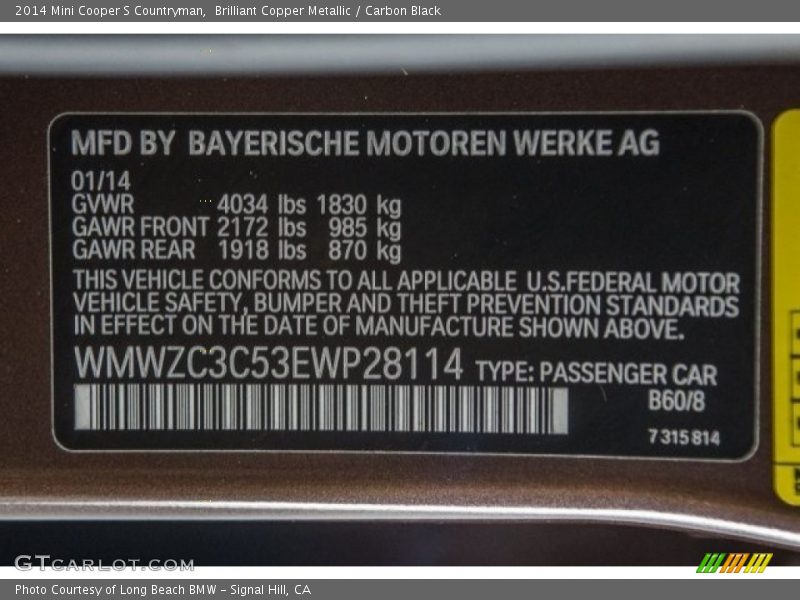 2014 Mini Cooper S Countryman,  Brilliant Copper Metallic / Carbon Black
MFD BY BAYERISCHE MOTOREN WERKE AG
01/14
GVWR 4034 lbs 1830 kg
GAWR FRONT 2172 lbs 985 kg
GAWR REAR 1918 lbs 870 kg
THIS VEHICLE CONFORMS TO ALL APPLICABLE U.S.FEDERAL MOTOR
VEHICLE SAFETY, BUMPER AND THEFT PREVENTION STANDARDS
IN EFFECT ON THE DATE OF MANUFACTURE SHOWN ABOVE.
WMWZC3C53EWP28114 TYPE: PASSENGER CAR
B60/8
7 315 814
GTCARLOT.COM
Photo Courtesy of Long Beach BMW - Signal Hill, CA